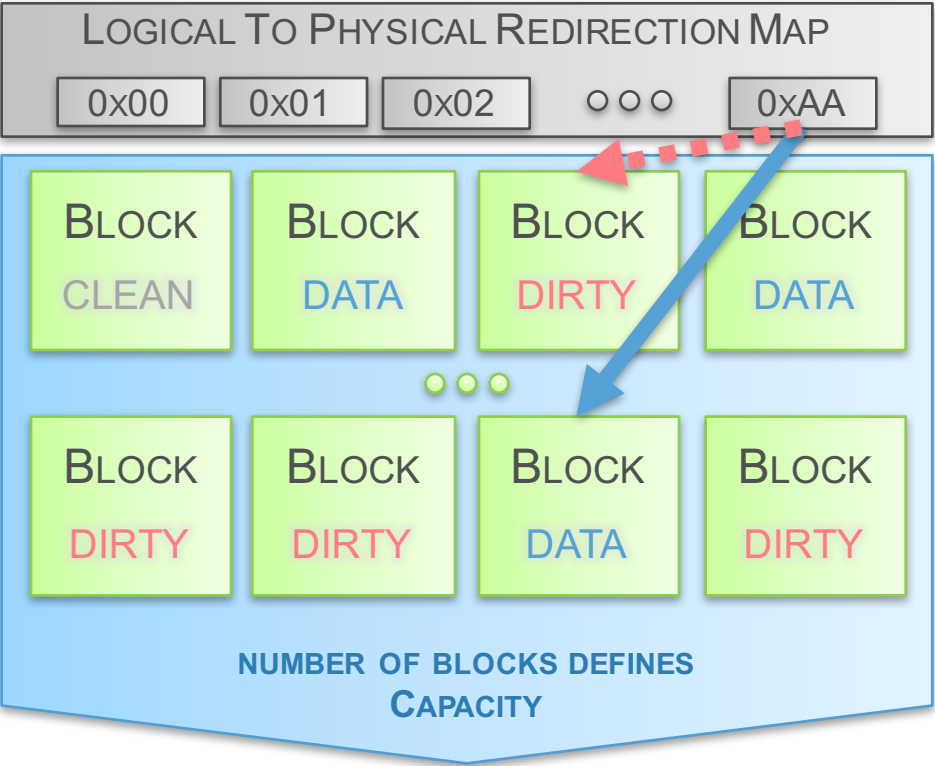 LOGICAL TO PHYSICAL REDIRECTION MAP
0X00 0X01 0X02 0XAA
BLOCK BLOCK BLOCK BLOCK
CLEAN DATA DIRTY DATA
BLOCK BLOCK BLOCK BLOCK
DIRTY DIRTY DATA DIRTY
NUMBER OF BLOCKS DEFINES
CAPACITY